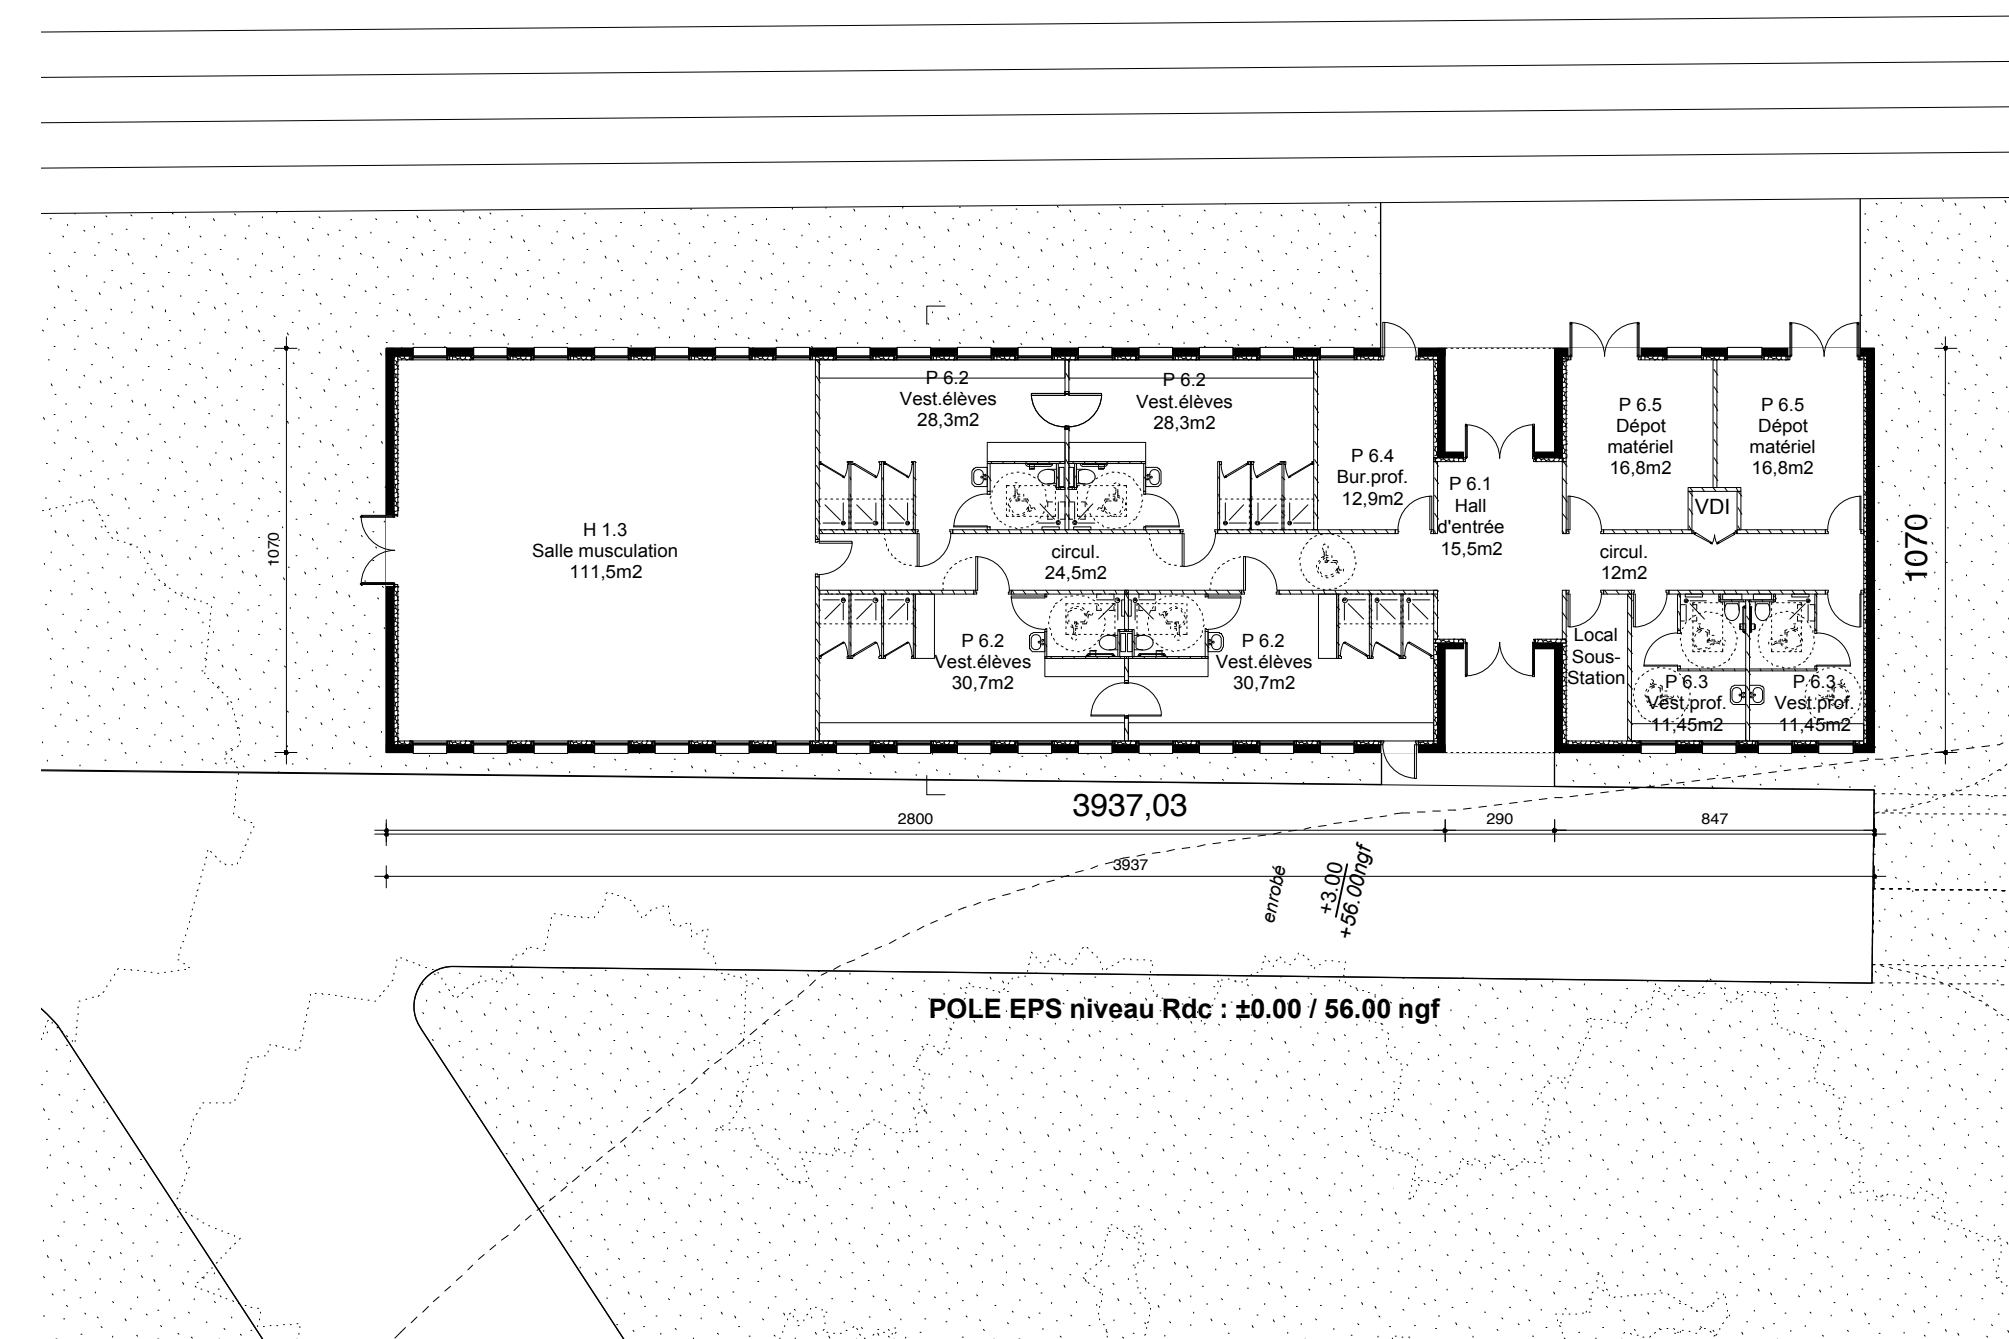 P 6.2
Vest.élèves
28,3m2
P 6.2
Vest.élèves
28,3m2
P 6.4
Bur.prof.
12,9m2
P 6.1
Hall
d'entrée
15,5m2
P 6.5
Dépot
matériel
16,8m2
P 6.5
Dépot
matériel
16,8m2
VDI
H 1.3
Salle musculation
111,5m2
circul.
24,5m2
circul.
12m2
1070
1070
P 6.2
Vest.élèves
30,7m2
P 6.2
Vest.élèves
30,7m2
Local
Sous-
Station
P 6.3
Vest.prof.
11,45m2
P 6.3
Vest.prof.
11,45m2
3937,03
2800
290
847
3937
enrobé
+3.00
+56.00ngf
POLE EPS niveau Rdc : ±0.00 / 56.00 ngf